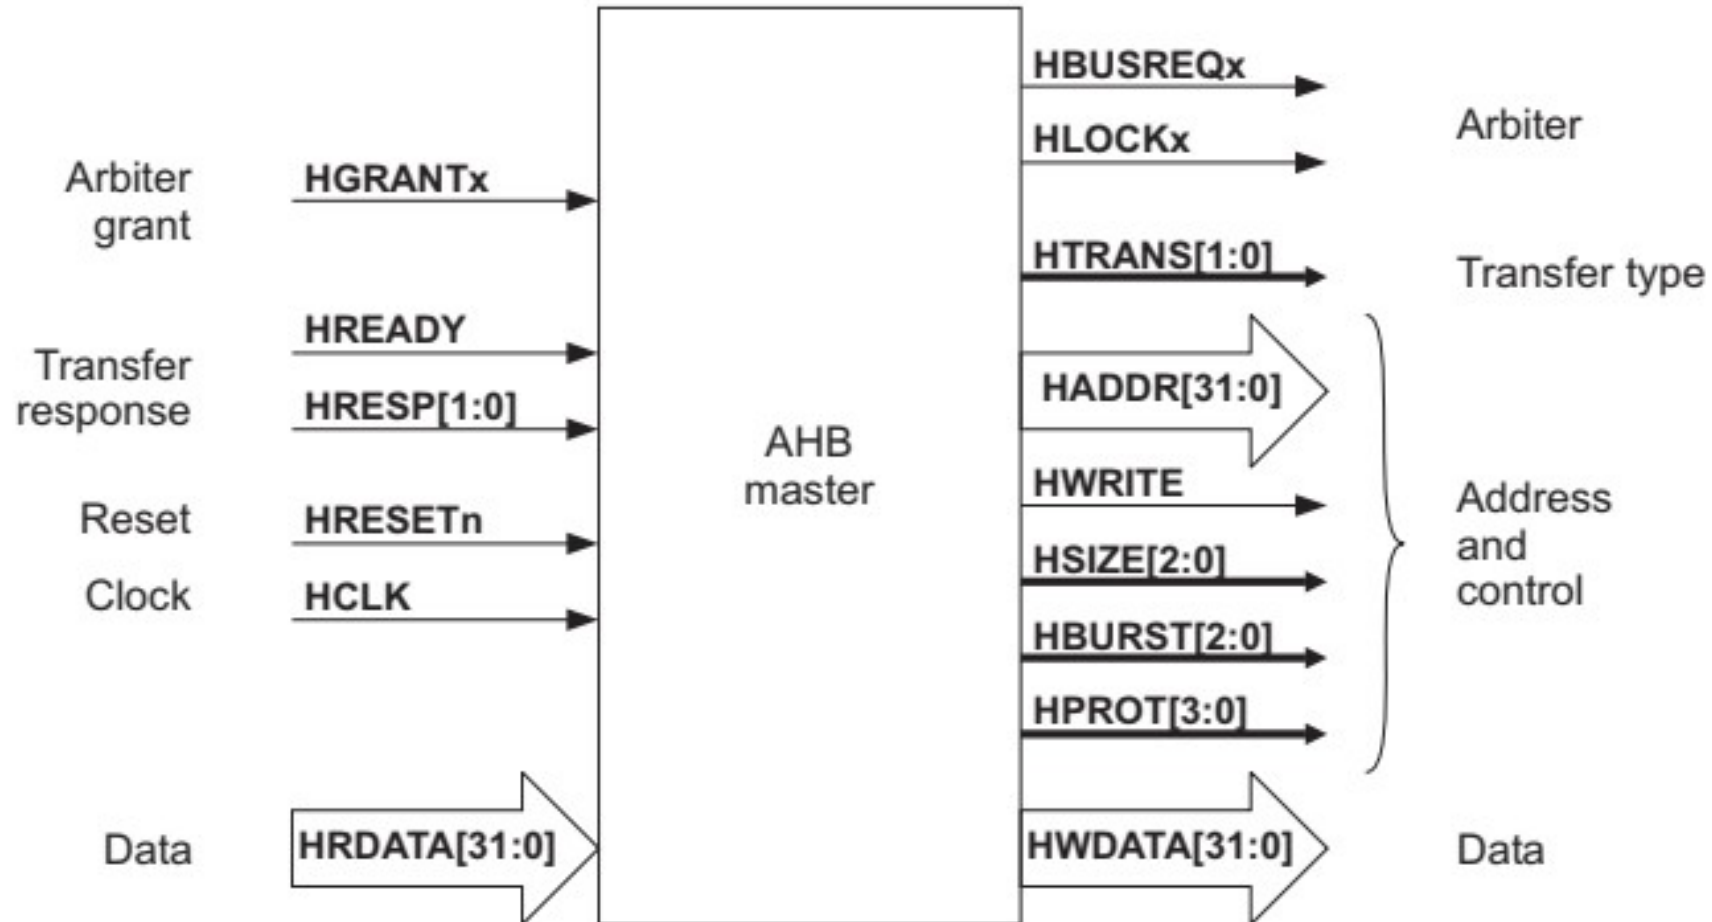 Arbiter
grant
HGRANTx
Transfer
response
HREADY
HRESP[1:0]
Reset
HRESETn
Clock
HCLK
Data
HRDATA[31:0]
AHB
master
HBUSREQx
HLOCKx
Arbiter
HTRANS[1:0]
Transfer type
HADDR[31:0]
HWRITE
HSIZE[2:0]
HBURST[2:0]
HPROT[3:0]
Address
and
control
HWDATA[31:0]
Data